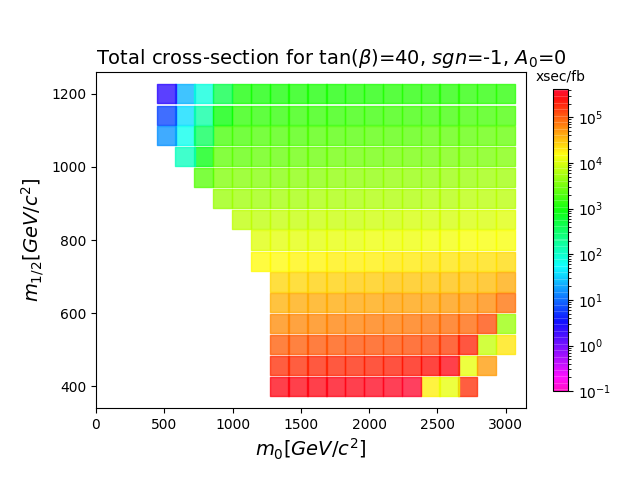 Total cross-section for tan(β)=40, sgn=-1, A₀=0
xsec/fb
1200
1000
800
600
400
m₁/₂[GeV/c²]
0 500 1000 1500 2000 2500 3000
m₀[GeV/c²]
10⁵
10⁴
10³
10²
10¹
10⁰
10⁻¹